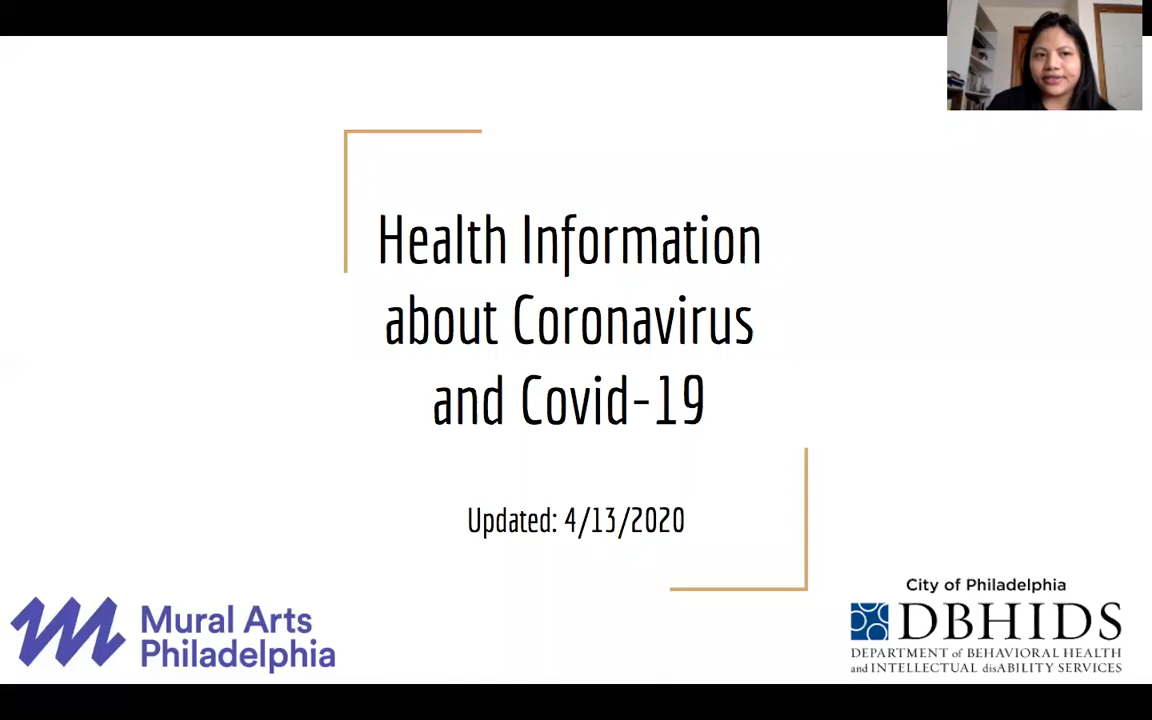 Health Information
about Coronavirus
and Covid-19
Updated: 4/13/2020
Mural Arts
Philadelphia
City of Philadelphia
DBHIDS
DEPARTMENT of BEHAVIORAL HEALTH
and INTELLECTUAL disABILITY SERVICES